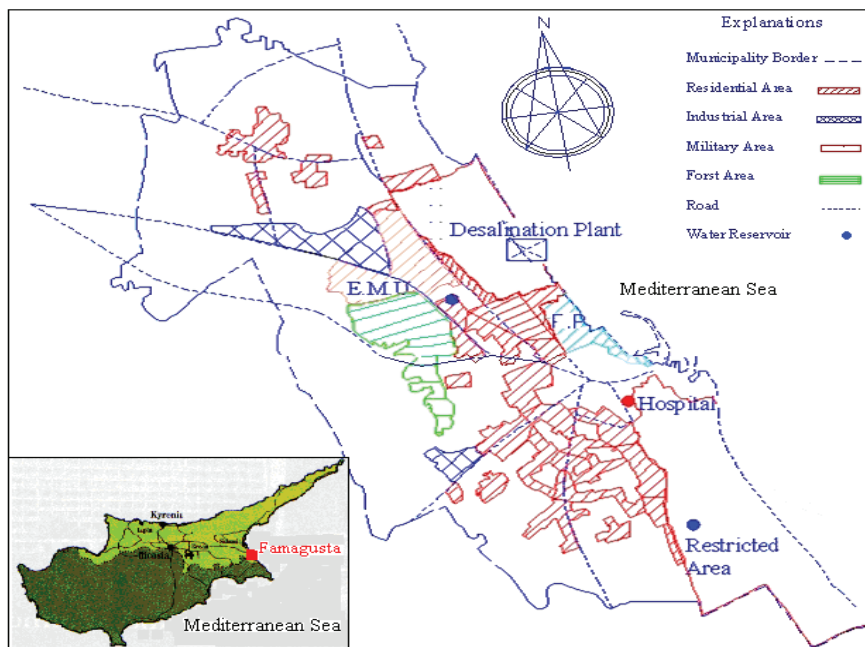 Explanations
N
Municipality Border
Residential Area
Industrial Area
Military Area
Forst Area
Road
Water Reservoir
Desalination Plant
E.M.U
Mediterranean Sea
F.P.
Hospital
Restricted
Area
Kyrenia
Famagusta
Mediterranean Sea